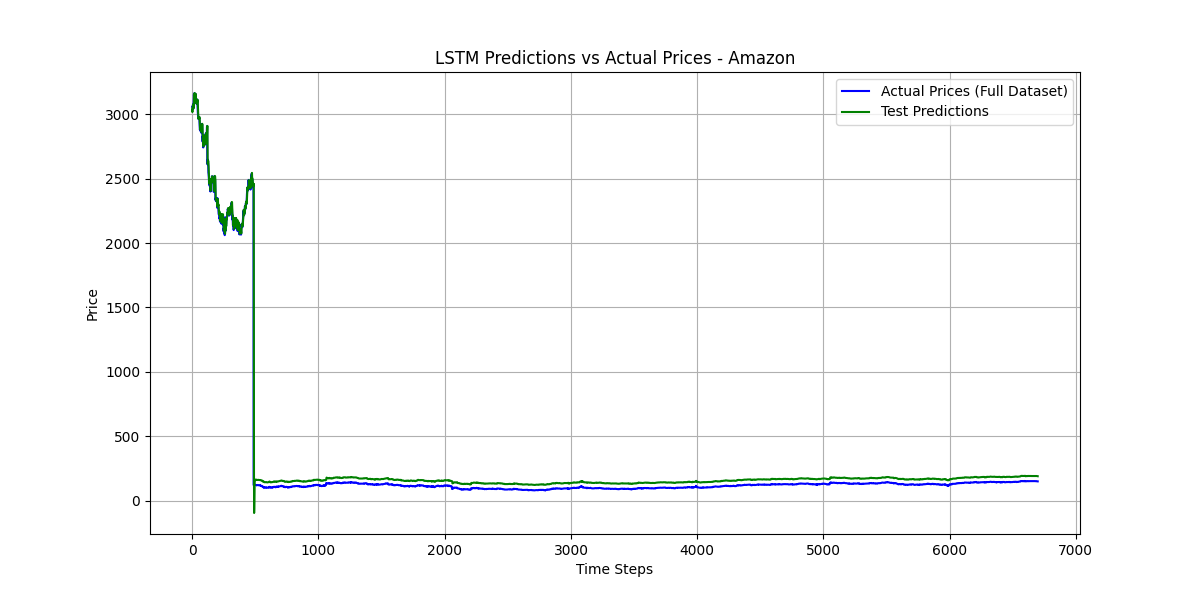 LSTM Predictions vs Actual Prices - Amazon
Actual Prices (Full Dataset)
Test Predictions
Price
3000
2500
2000
1500
1000
500
0
0 1000 2000 3000 4000 5000 6000 7000
Time Steps